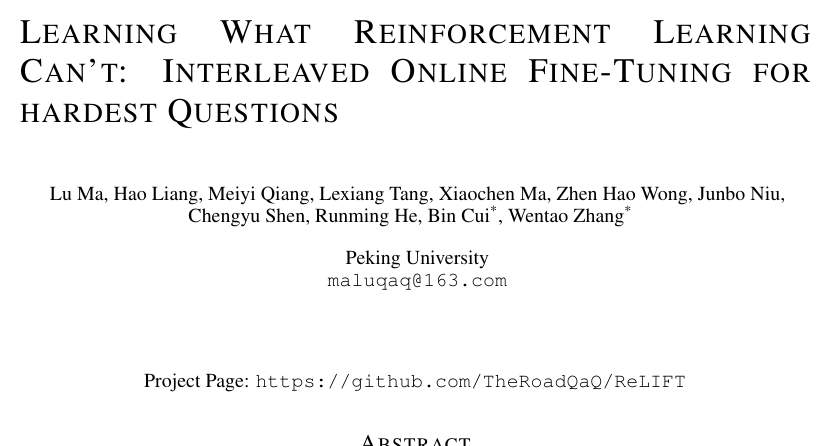 LEARNING WHAT REINFORCEMENT LEARNING
CAN'T: INTERLEAVED ONLINE FINE-TUNING FOR
HARDEST QUESTIONS
Lu Ma, Hao Liang, Meiyi Qiang, Lexiang Tang, Xiaochen Ma, Zhen Hao Wong, Junbo Niu,
Chengyu Shen, Runming He, Bin Cui*, Wentao Zhang*
Peking University
maluqaq@163.com
Project Page: https://github.com/TheRoadQaQ/ReLIFT
ABSTRACT